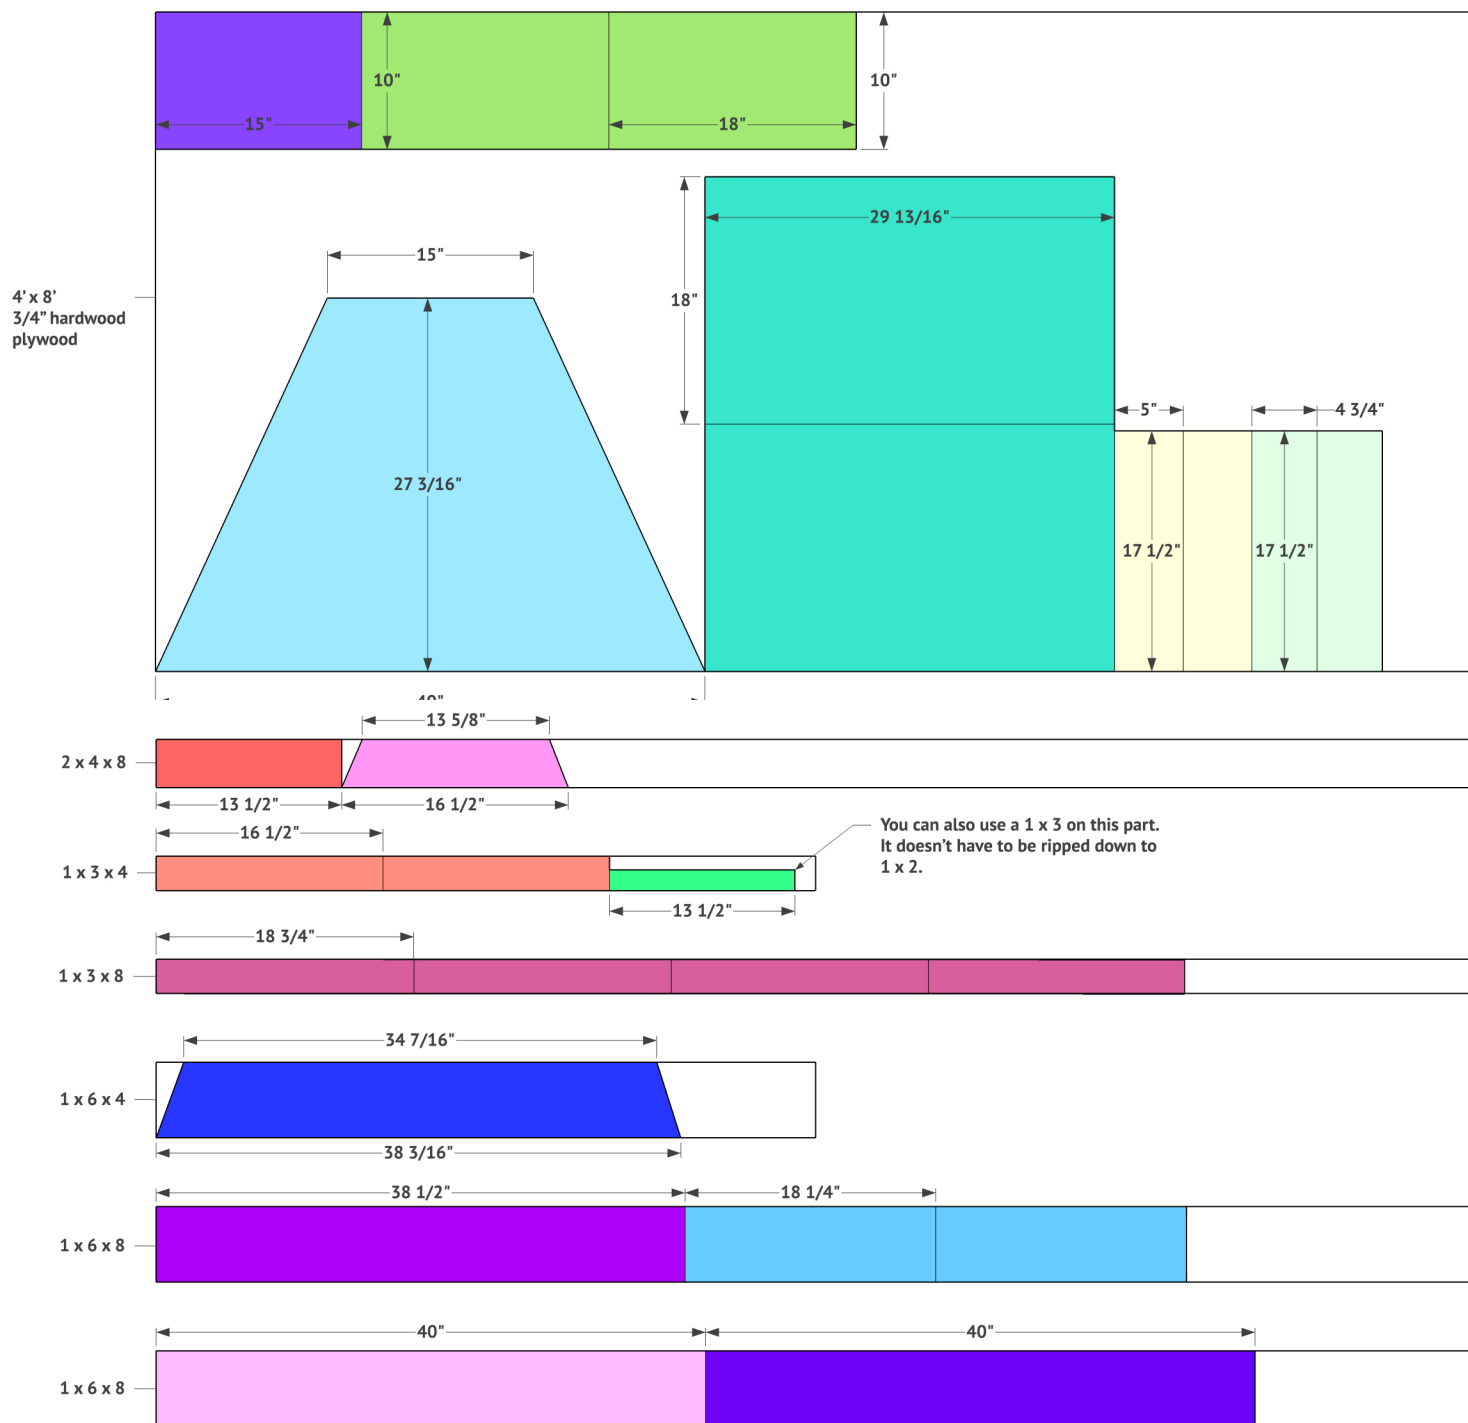 10"
10"
15"
18"
29 13/16"
15"
4’ x 8’
3/4” hardwood
plywood
18"
5"
4 3/4"
27 3/16"
17 1/2"
17 1/2"
40"
13 5/8"
2 x 4 x 8
13 1/2"
16 1/2"
16 1/2"
You can also use a 1 x 3 on this part.
It doesn’t have to be ripped down to
1 x 2.
1 x 3 x 4
13 1/2"
18 3/4"
1 x 3 x 8
34 7/16"
1 x 6 x 4
38 3/16"
38 1/2"
18 1/4"
1 x 6 x 8
40"
40"
1 x 6 x 8